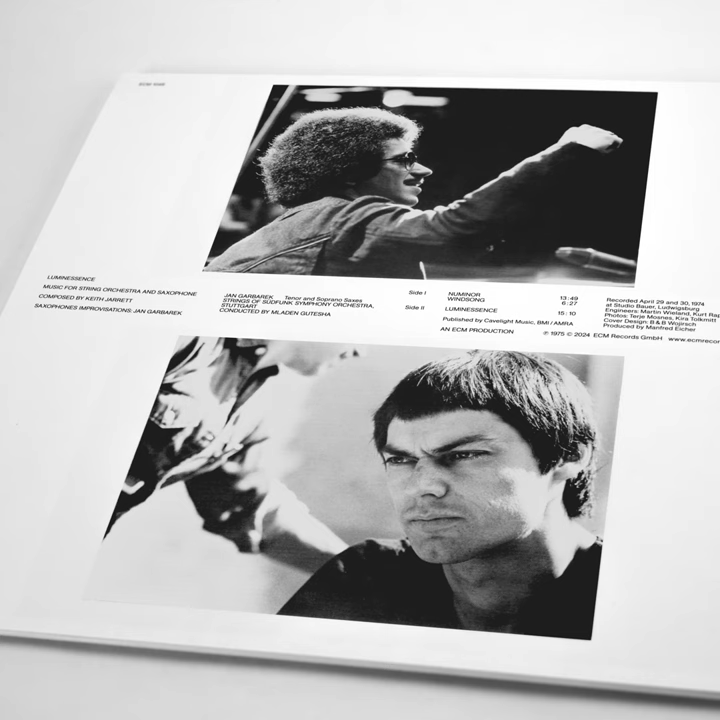 LUMINESSENCE
MUSIC FOR STRING ORCHESTRA AND SAXOPHONE
COMPOSED BY KEITH JARRETT
SAXOPHONES IMPROVISATIONS: JAN GARBAREK
JAN GARBAREK Tenor and Soprano Saxes
STRINGS OF SÜDFUNK SYMPHONY ORCHESTRA,
STUTTGART
CONDUCTED BY MLADEN GUTESHA
Side I NUMINOR 13:49
WINDSONG 6:27
Side II LUMINESSENCE 15:10
Published by Cavelight Music, BMI / AMRA
AN ECM PRODUCTION ℗ 1975 © 2024 ECM Records GmbH www.ecmrecor
Recorded April 29 and 30, 1974
at Studio Bauer, Ludwigsburg
Engineers: Martin Wieland, Kurt Rap
Photos: Terje Mosnes, Kira Tolkmitt
Cover Design: B & B Wojirsch
Produced by Manfred Eicher